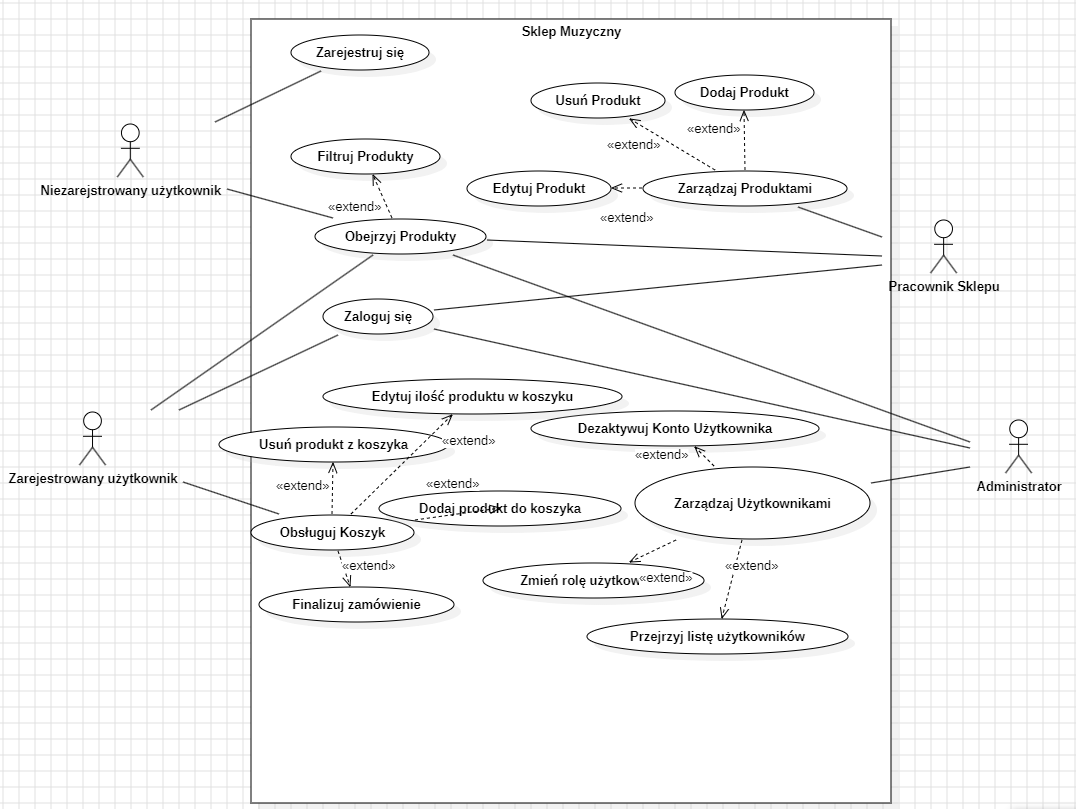 Sklep Muzyczny
Zarejestruj się
Usuń Produkt
Dodaj Produkt
«extend»
«extend»
Filtruj Produkty
Niezarejstrowany użytkownik
Edytuj Produkt
Zarządzaj Produktami
«extend»
«extend»
Obejrzyj Produkty
Pracownik Sklepu
Zaloguj się
Edytuj ilość produktu w koszyku
Dezaktywuj Konto Użytkownika
Usuń produkt z koszyka
«extend»
«extend»
Zarejestrowany użytkownik
«extend»
«extend»
Administrator
Dodaj produkt do koszyka
Zarządzaj Użytkownikami
Obsługuj Koszyk
«extend»
«extend»
Zmień rolę użytkow
«extend»
Finalizuj zamówienie
Przejrzyj listę użytkowników